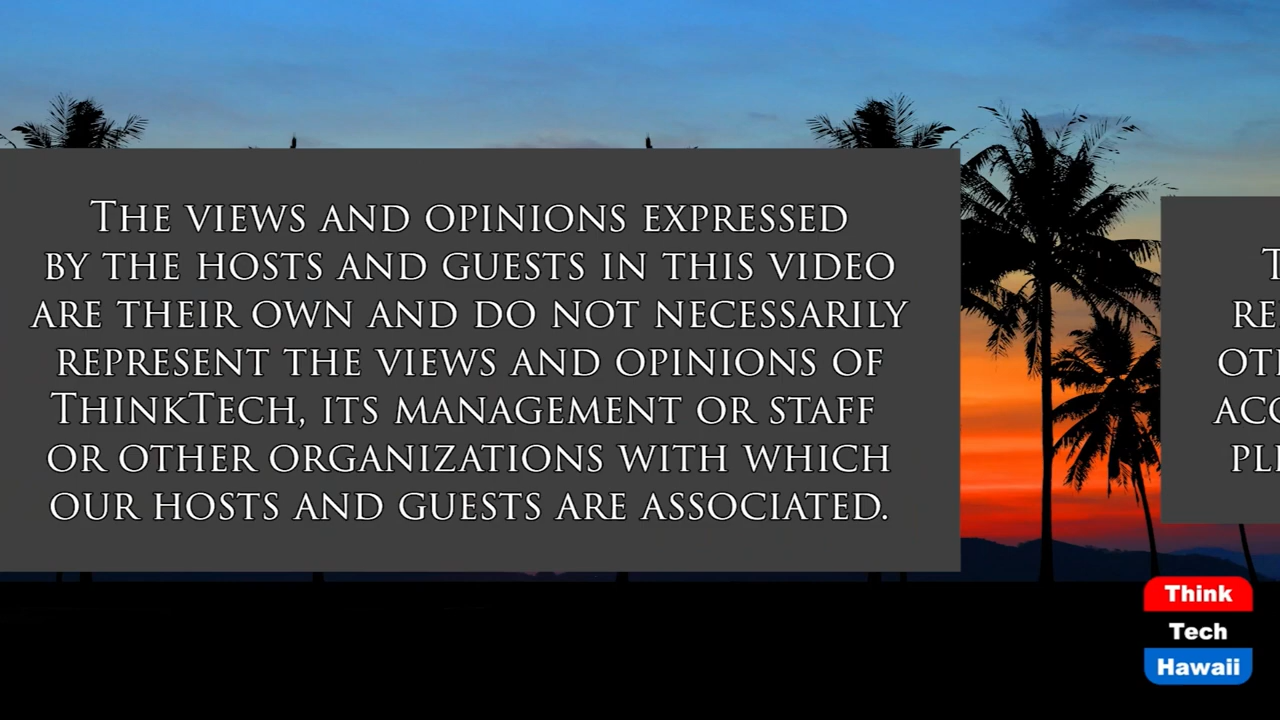 The views and opinions expressed
by the hosts and guests in this video
are their own and do not necessarily
represent the views and opinions of
ThinkTech, its management or staff
or other organizations with which
our hosts and guests are associated.
Think
Tech
Hawaii